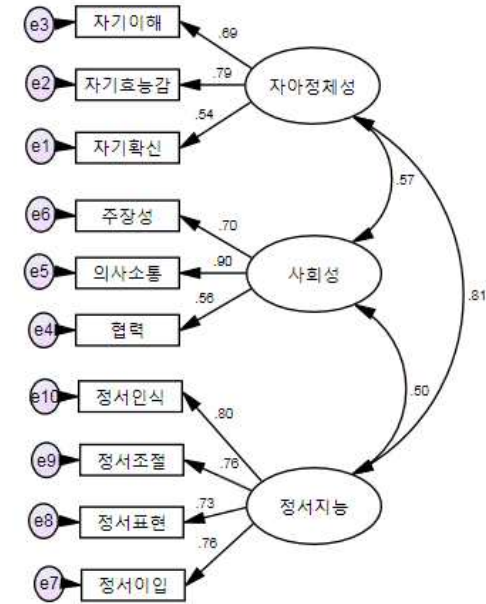 e3 자기이해 .69
e2 자기효능감 .79 자아정체성
e1 자기확신 .54
.57
e6 주장성 .70
e5 의사소통 .90 사회성
e4 협력 .56
.81
.50
e10 정서인식 .80
e9 정서조절 .76
e8 정서표현 .73 정서지능
e7 정서이입 .76